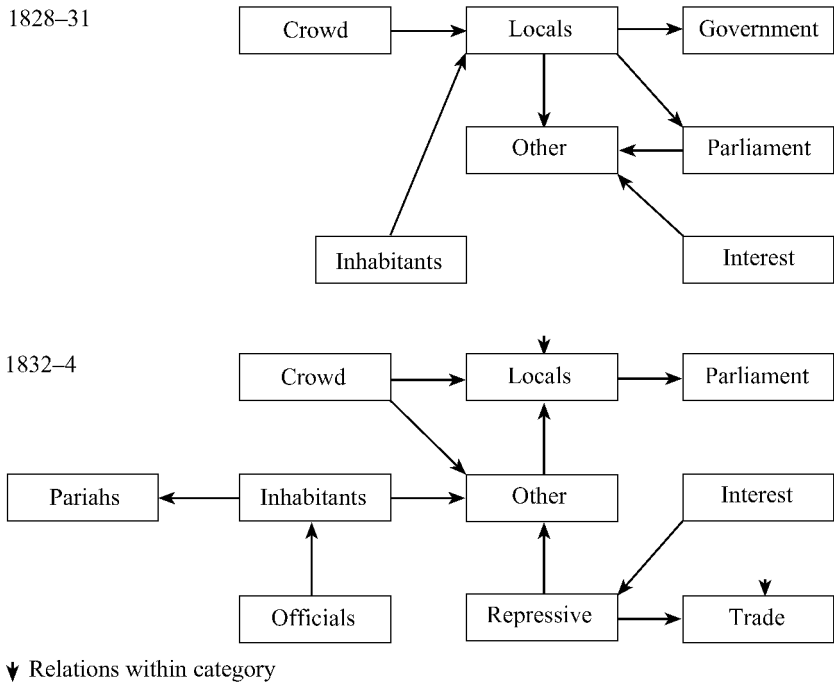 1828–31
Crowd
Locals
Government
Other
Parliament
Inhabitants
Interest
1832–4
Crowd
Locals
Parliament
Pariahs
Inhabitants
Other
Interest
Officials
Repressive
Trade
Relations within category